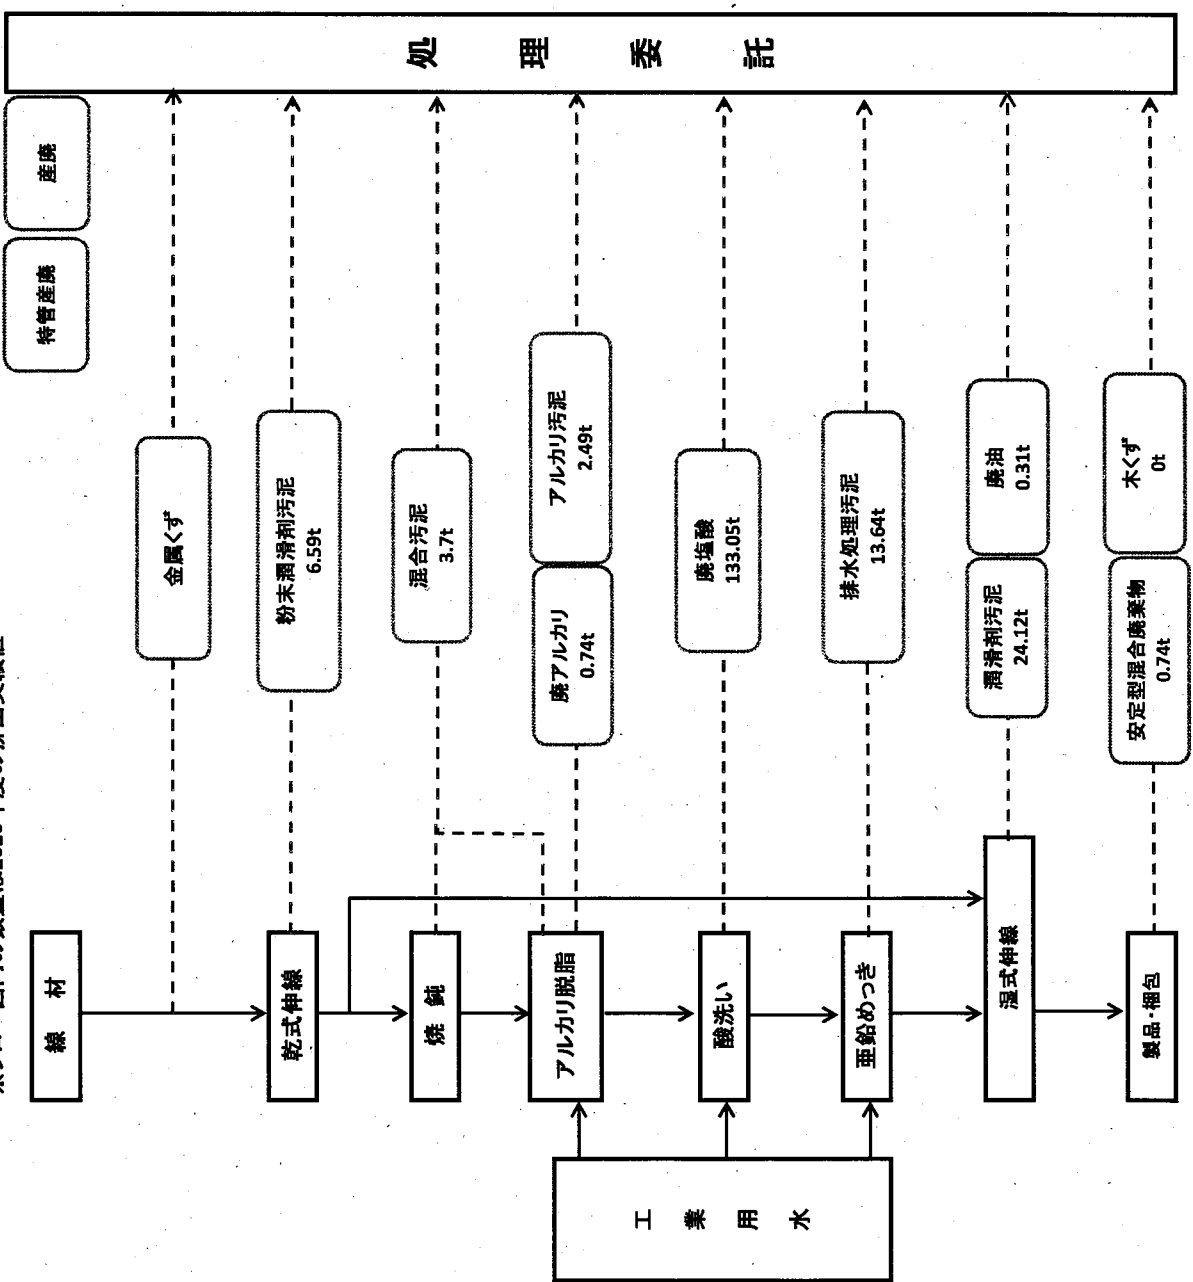 線 材
特管産廃
産廃
金属くず
乾式伸線
粉末潤滑剤汚泥
6.59t
焼 鈍
混合汚泥
3.7t
アルカリ脱脂
廃アルカリ
0.74t
アルカリ汚泥
2.49t
酸洗い
廃塩酸
133.05t
亜鉛めっき
排水処理汚泥
13.64t
湿式伸線
潤滑剤汚泥
24.12t
廃油
0.31t
製品・梱包
安定型混合廃棄物
0.74t
木くず
0t
工業用水
処理委託